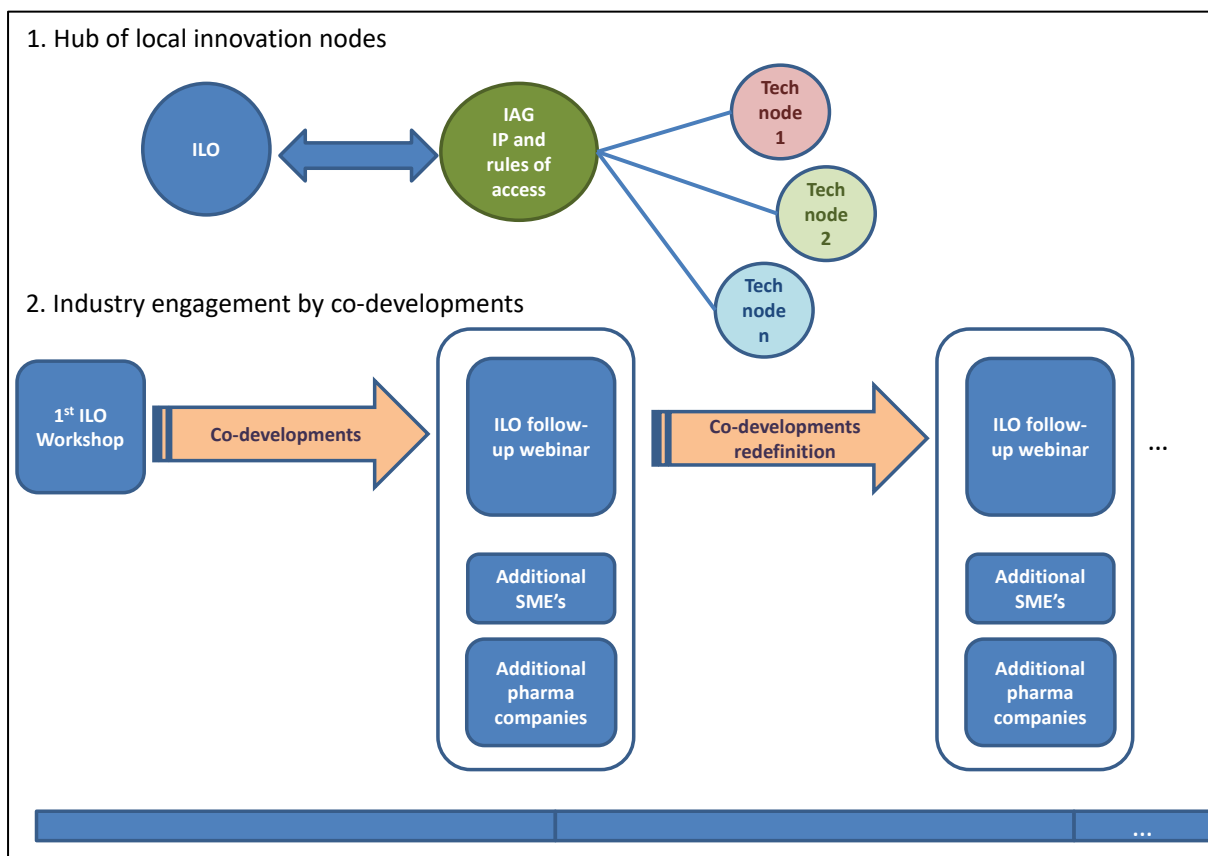 1. Hub of local innovation nodes
ILO
IAG
IP and
rules of
access
Tech
node
1
Tech
node
2
Tech
node
n
2. Industry engagement by co-developments
1st ILO
Workshop
Co-developments
ILO follow-
up webinar
Additional
SME's
Additional
pharma
companies
Co-developments
redefinition
ILO follow-
up webinar
Additional
SME's
Additional
pharma
companies
...
...